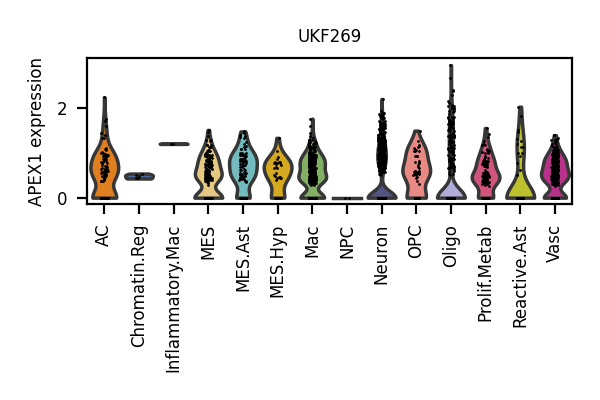 UKF269
APEX1 expression
2
0
AC
Chromatin.Reg
Inflammatory.Mac
MES
MES.Ast
MES.Hyp
Mac
NPC
Neuron
OPC
Oligo
Prolif.Metab
Reactive.Ast
Vasc